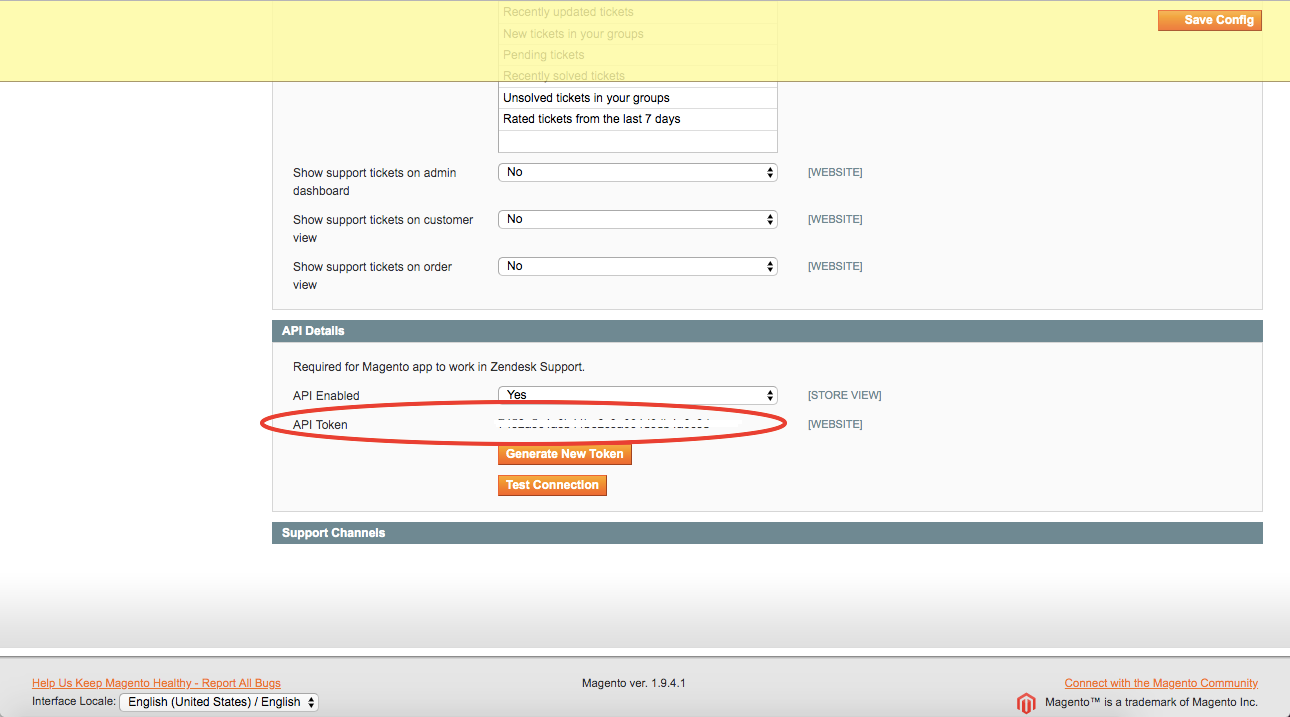 Recently updated tickets
Save Config
New tickets in your groups
Pending tickets
Recently solved tickets
Unsolved tickets in your groups
Rated tickets from the last 7 days
Show support tickets on admin dashboard No [WEBSITE]
Show support tickets on customer view No [WEBSITE]
Show support tickets on order view No [WEBSITE]
API Details
Required for Magento app to work in Zendesk Support.
API Enabled Yes [STORE VIEW]
API Token [WEBSITE]
Generate New Token
Test Connection
Support Channels
Help Us Keep Magento Healthy - Report All Bugs Magento ver. 1.9.4.1 Connect with the Magento Community
Interface Locale: English (United States) / English Magento™ is a trademark of Magento Inc.